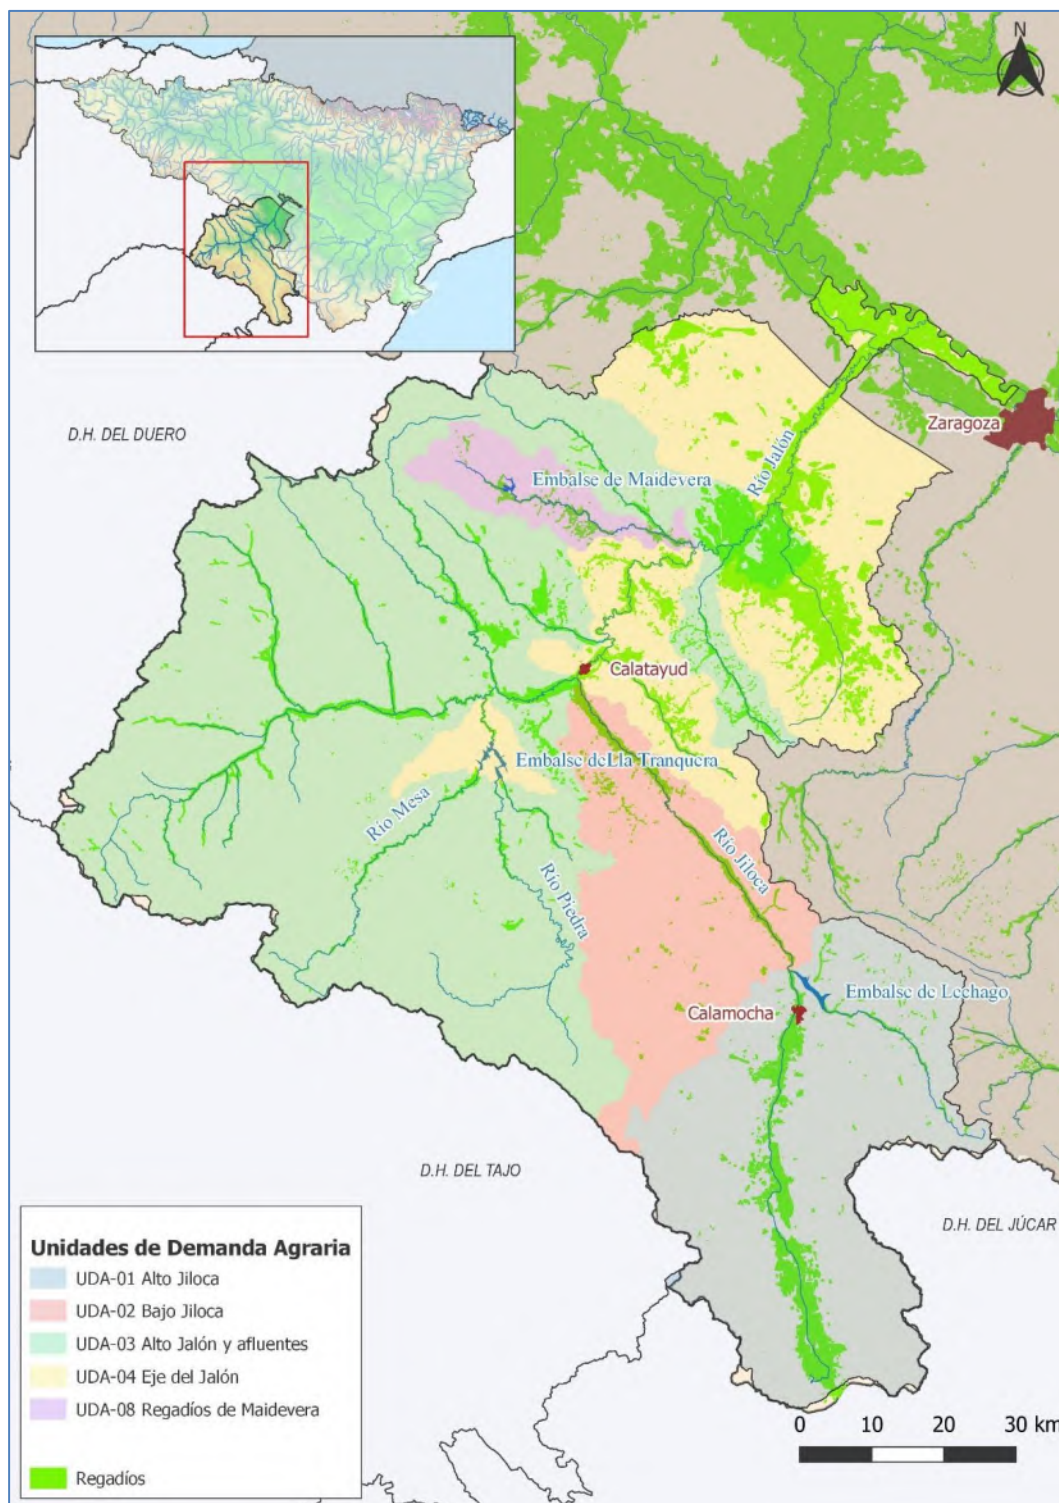 N
D.H. DEL DUERO
Zaragoza
Río Jalón
Embalse de Maidevera
Calatayud
Embalse deLla Tranquera
Río Mesa
Río Jiloca
Río Piedra
Embalse de Lechago
Calamocha
D.H. DEL TAJO
D.H. DEL JÚCAR
Unidades de Demanda Agraria
UDA-01 Alto Jiloca
UDA-02 Bajo Jiloca
UDA-03 Alto Jalón y afluentes
UDA-04 Eje del Jalón
UDA-08 Regadíos de Maidevera
Regadíos
0 10 20 30 km